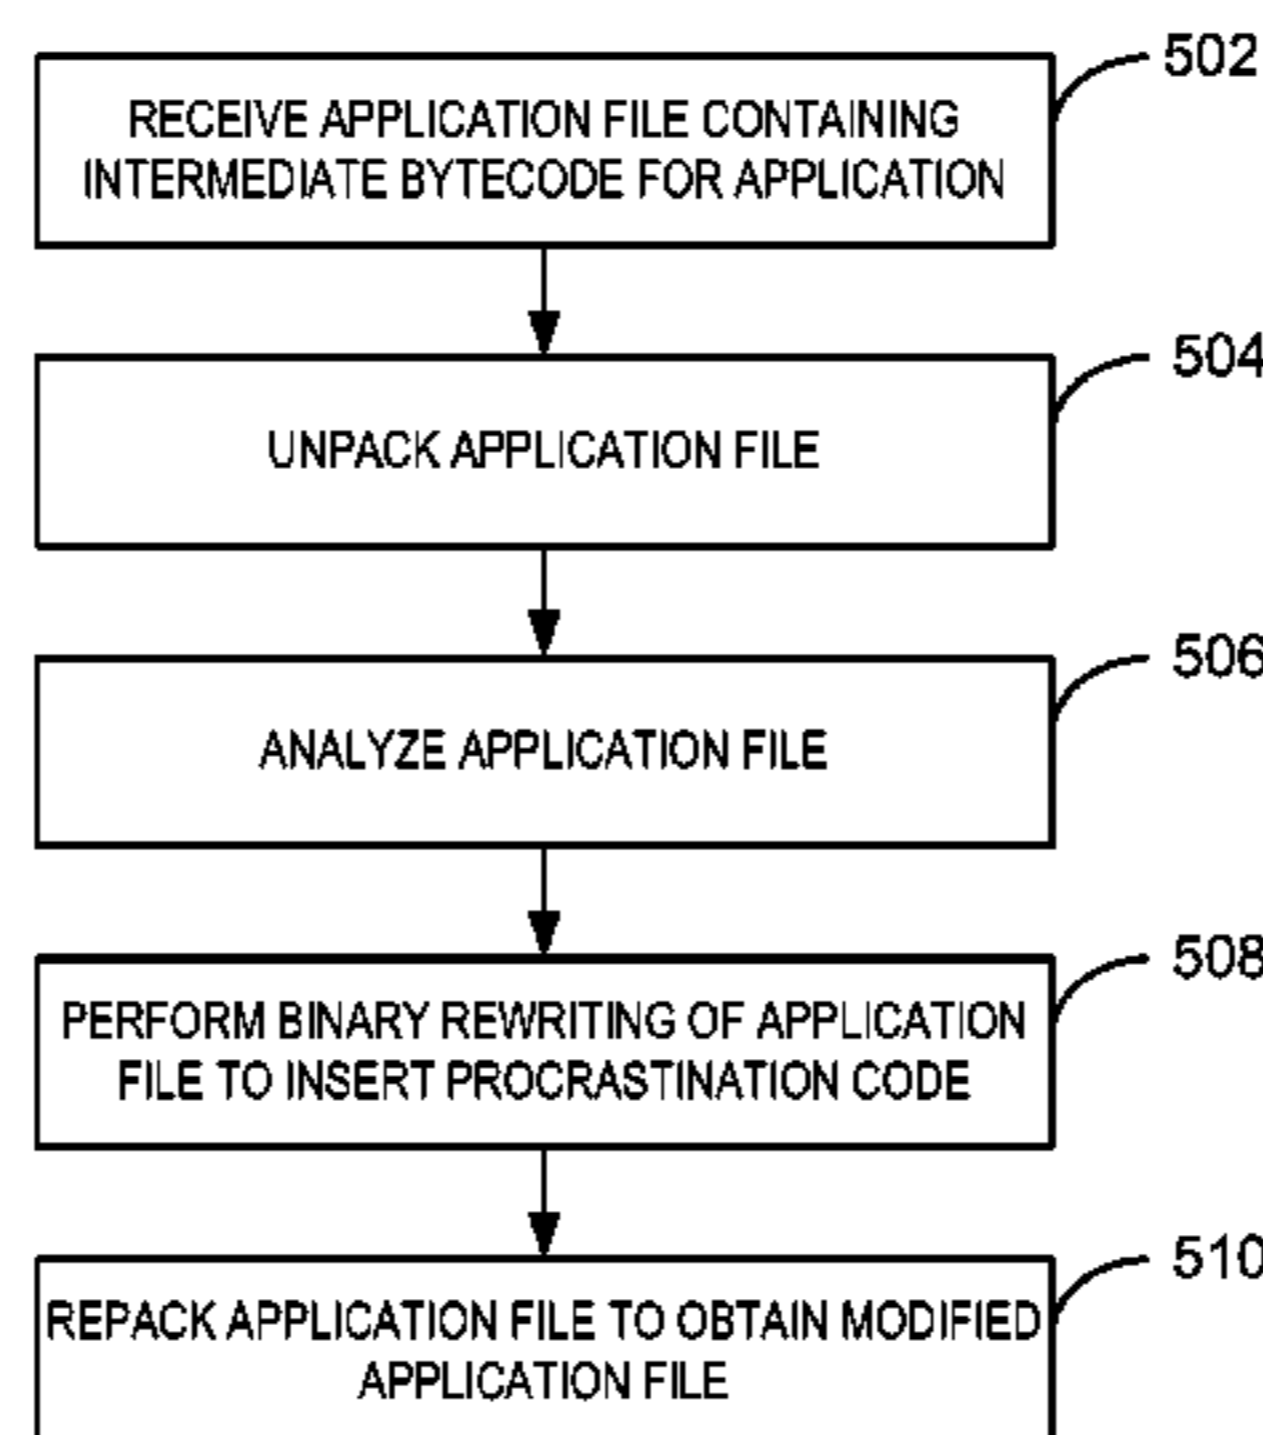 502
RECEIVE APPLICATION FILE CONTAINING
INTERMEDIATE BYTECODE FOR APPLICATION
504
UNPACK APPLICATION FILE
506
ANALYZE APPLICATION FILE
508
PERFORM BINARY REWRITING OF APPLICATION
FILE TO INSERT PROCRASTINATION CODE
510
REPACK APPLICATION FILE TO OBTAIN MODIFIED
APPLICATION FILE